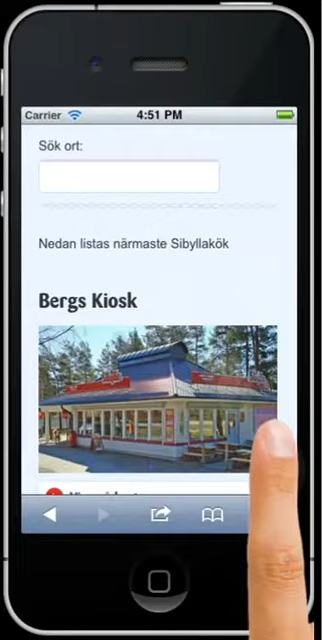 Carrier 4:51 PM
Sök ort:
Nedan listas närmaste Sibyllakök
Bergs Kiosk